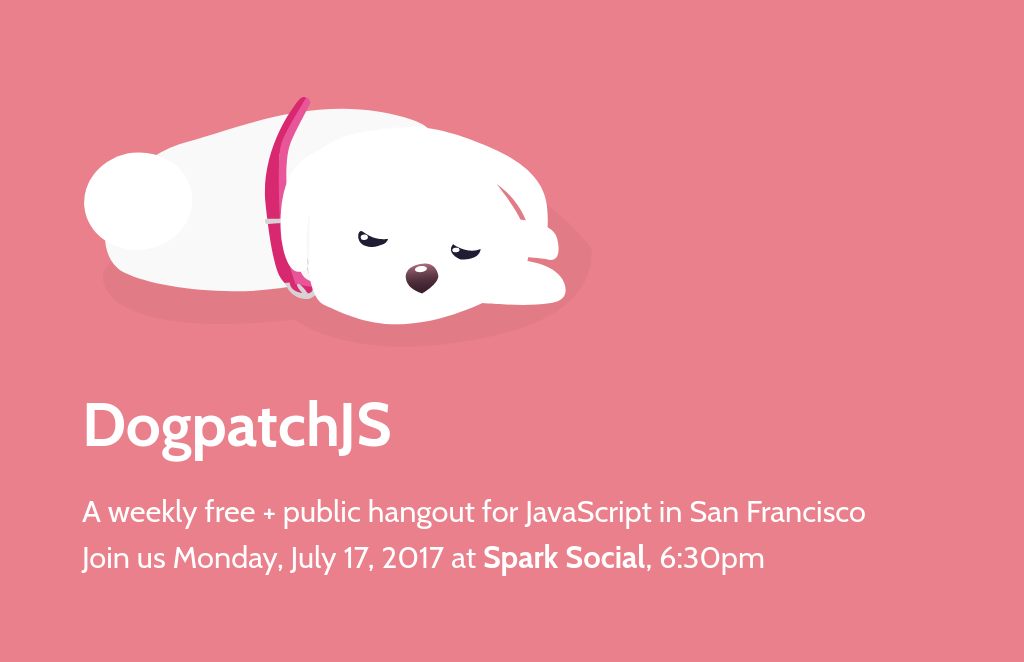 DogpatchJS
A weekly free + public hangout for JavaScript in San Francisco
Join us Monday, July 17, 2017 at Spark Social, 6:30pm